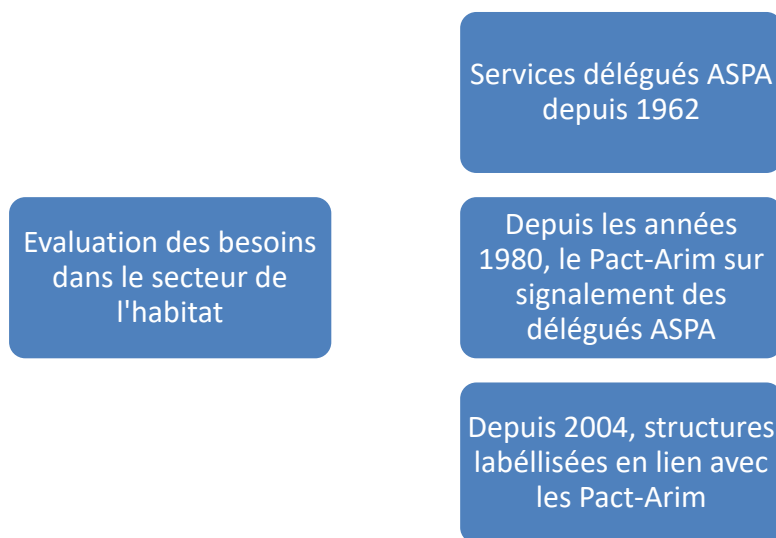 Evaluation des besoins
dans le secteur de
l'habitat
Services délégués ASPA
depuis 1962
Depuis les années
1980, le Pact-Arim sur
signalement des
délégués ASPA
Depuis 2004, structures
labéllisées en lien avec
les Pact-Arim